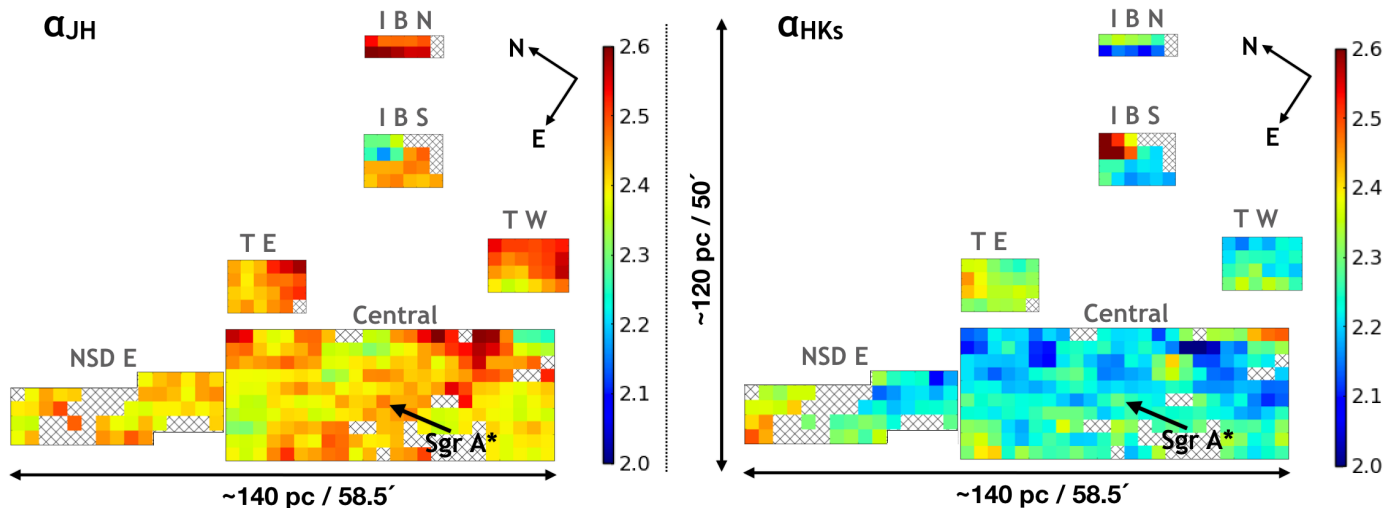 αJH
I B N
N
E
I B S
T W
T E
Central
NSD E
Sgr A*
~140 pc / 58.5´
2.6
2.5
2.4
2.3
2.2
2.1
2.0
~120 pc / 50´
αHKs
I B N
N
E
I B S
T W
T E
Central
NSD E
Sgr A*
~140 pc / 58.5´
2.6
2.5
2.4
2.3
2.2
2.1
2.0